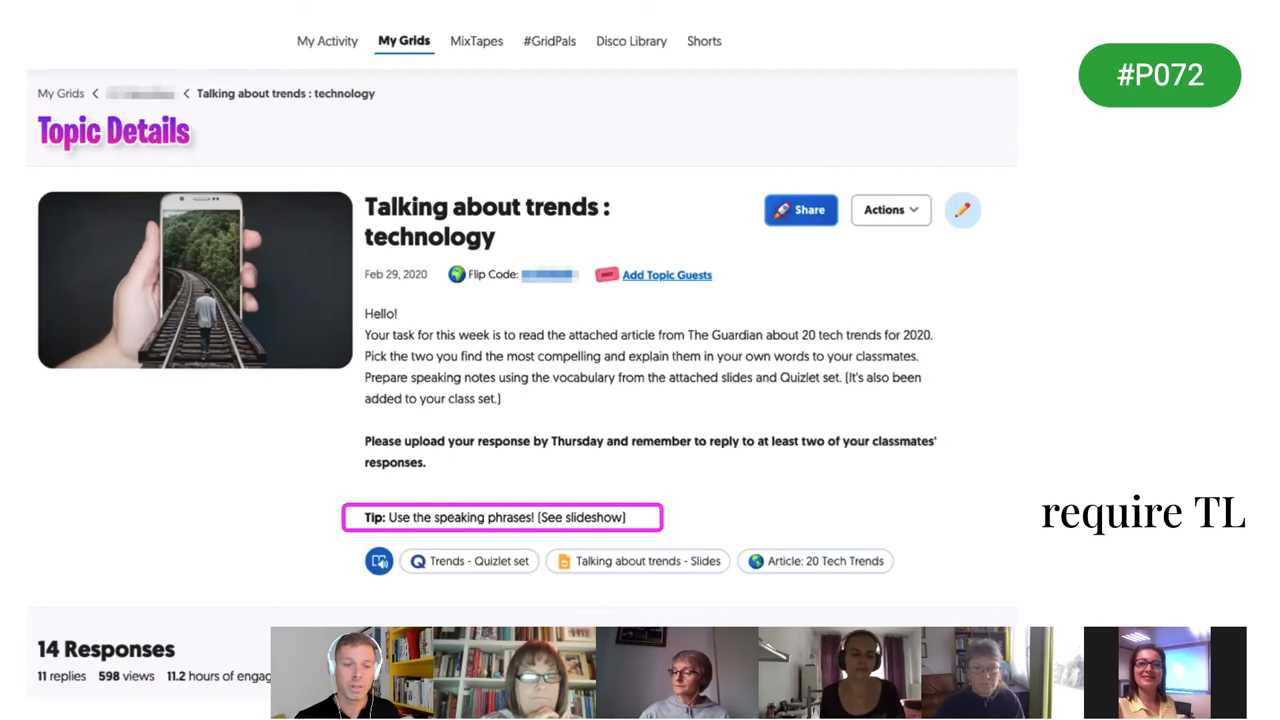 My Activity My Grids MixTapes #GridPals Disco Library Shorts
#P072
My Grids < < Talking about trends : technology
Topic Details
Talking about trends :
technology
Share Actions
Feb 29, 2020 Flip Code: Add Topic Guests
Hello!
Your task for this week is to read the attached article from The Guardian about 20 tech trends for 2020.
Pick the two you find the most compelling and explain them in your own words to your classmates.
Prepare speaking notes using the vocabulary from the attached slides and Quizlet set. (It's also been
added to your class set.)
Please upload your response by Thursday and remember to reply to at least two of your classmates'
responses.
require TL
Tip: Use the speaking phrases! (See slideshow)
Q Trends - Quizlet set Talking about trends - Slides Article: 20 Tech Trends
14 Responses
11 replies 598 views 11.2 hours of engag